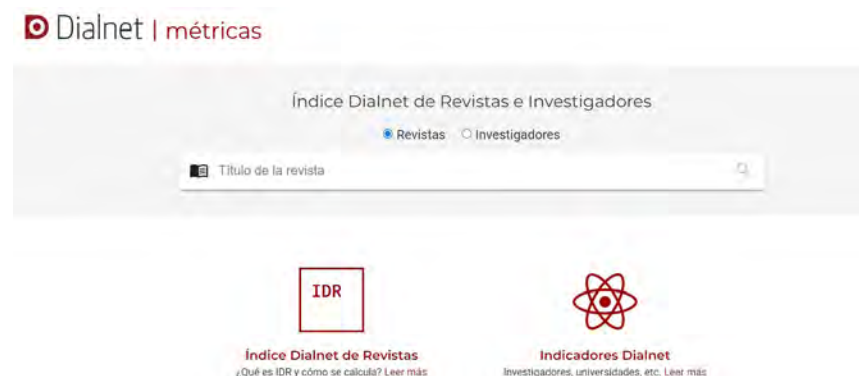 Dialnet | métricas
Índice Dialnet de Revistas e Investigadores
Revistas Investigadores
Título de la revista
IDR
Índice Dialnet de Revistas
¿Qué es IDR y cómo se calcula? Leer más
Indicadores Dialnet
Investigadores, universidades, etc. Leer más